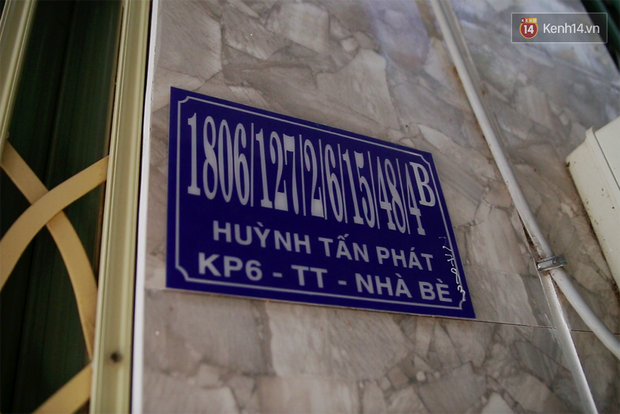 Kenh14.vn
1806/127/2/6/15/48/4B
HUỲNH TẤN PHÁT
KP6 - TT - NHÀ BÈ